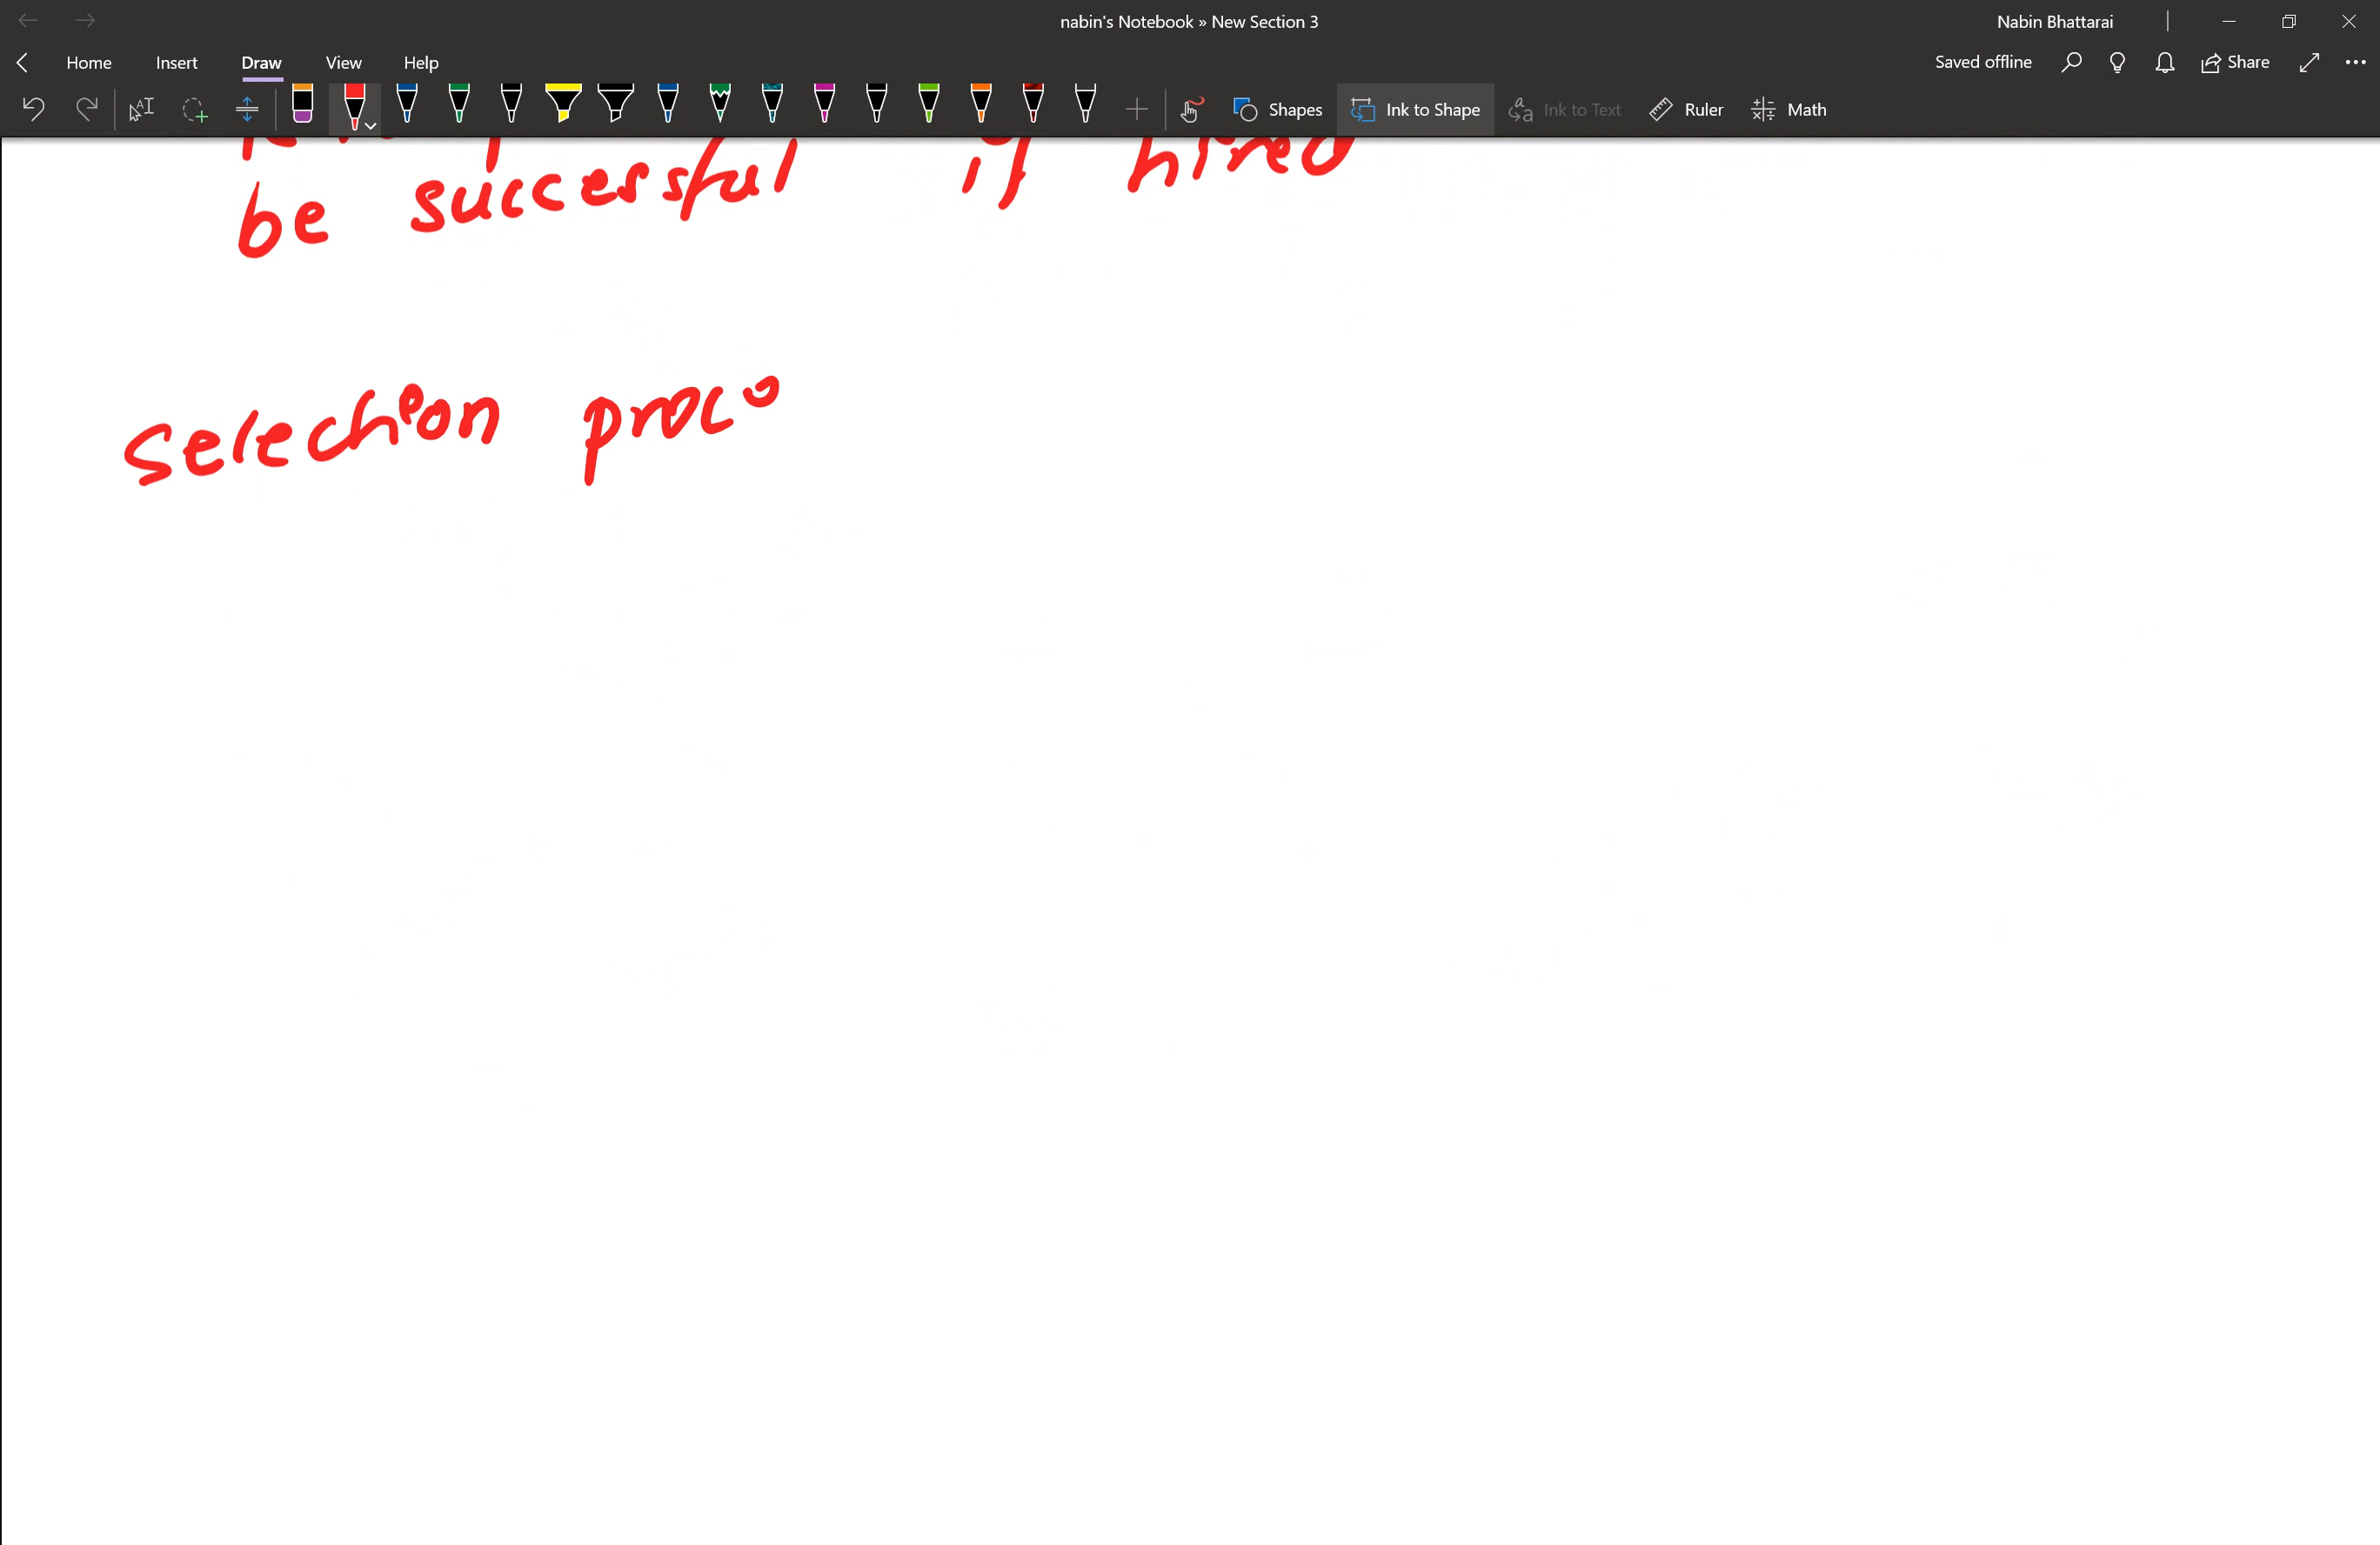 nabin's Notebook » New Section 3
Nabin Bhattarai
Home Insert Draw View Help
Saved offline
Share
Shapes
Ink to Shape
Ink to Text
Ruler
Math
if hired
be successful
selection proce